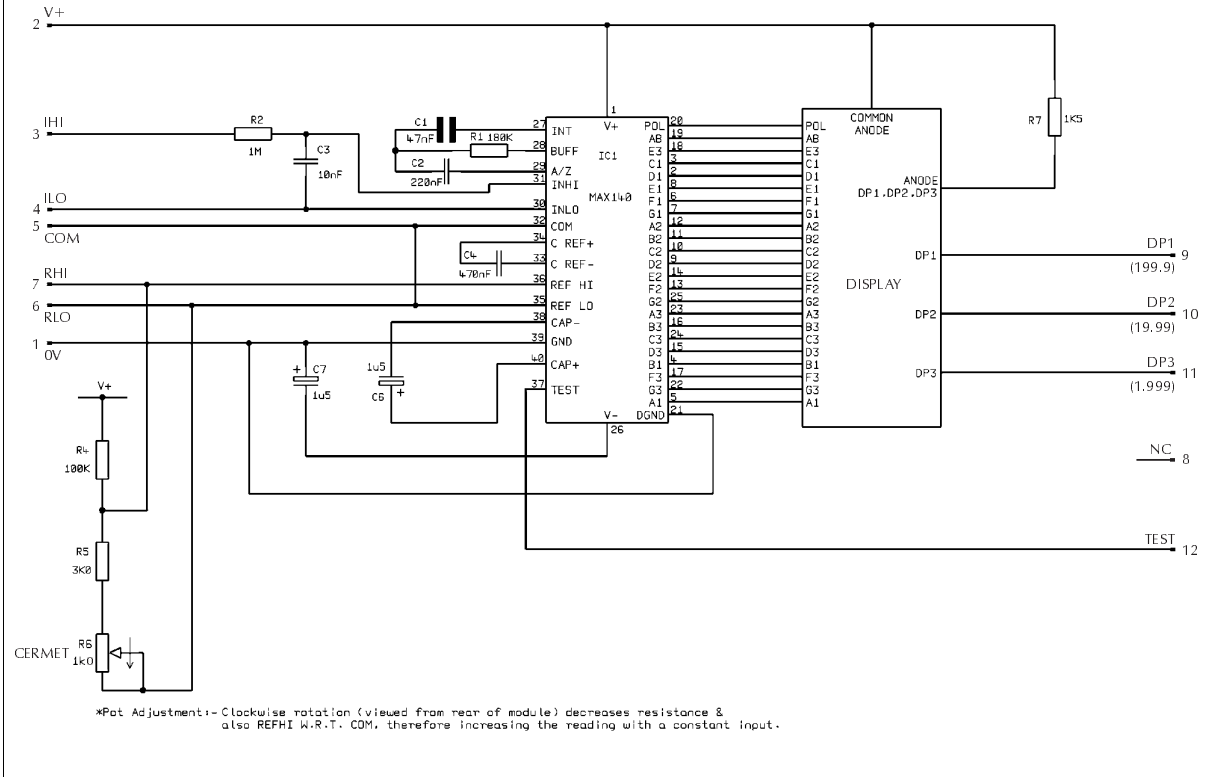 V+
2
IHI
3
R2
1M
C3
10nF
ILO
4
5
COM
RHI
7
6
RLO
1
0V
V+
R4
100K
R5
3K0
CERMET
R6
1k0
C1
47nF
R1 180K
C2
220nF
C4
470nF
C7
+
1u5
1u5
C6
+
1
V+
IC1
MAX140
27 INT
28 BUFF
29 A/Z
31 INHI
30 INLO
32 COM
34 C REF+
33 C REF-
36 REF HI
35 REF LO
38 CAP-
39 GND
40 CAP+
37 TEST
V-
26
POL 20
AB 19
E3 18
C1 3
D1 2
E1 8
F1 6
G1 7
A2 12
B2 11
C2 10
D2 9
E2 14
F2 13
G2 25
A3 23
B3 16
C3 24
D3 15
B1 4
F3 17
G3 22
A1 5
DGND 21
COMMON
ANODE
POL
AB
E3
C1
D1
E1
F1
G1
A2
B2
C2
D2
E2
F2
G2
A3
B3
C3
D3
B1
F3
G3
A1
ANODE
DP1,DP2,DP3
DP1
DISPLAY
DP2
DP3
R7
1K5
DP1
9
(199.9)
DP2
10
(19.99)
DP3
11
(1.999)
NC
8
TEST
12
*Pot Adjustment:- Clockwise rotation (viewed from rear of module) decreases resistance &
also REFHI W.R.T. COM, therefore increasing the reading with a constant input.